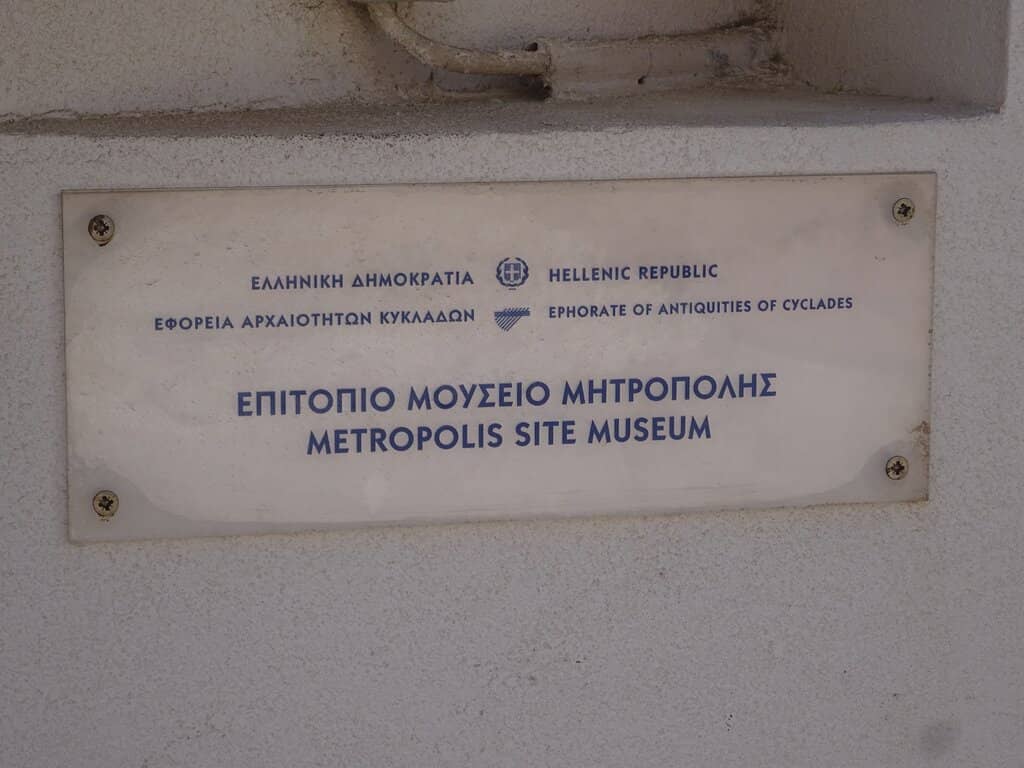 ΕΛΛΗΝΙΚΗ ΔΗΜΟΚΡΑΤΙΑ HELLENIC REPUBLIC
ΕΦΟΡΕΙΑ ΑΡΧΑΙΟΤΗΤΩΝ ΚΥΚΛΑΔΩΝ EPHORATE OF ANTIQUITIES OF CYCLADES
ΕΠΙΤΟΠΙΟ ΜΟΥΣΕΙΟ ΜΗΤΡΟΠΟΛΗΣ
METROPOLIS SITE MUSEUM